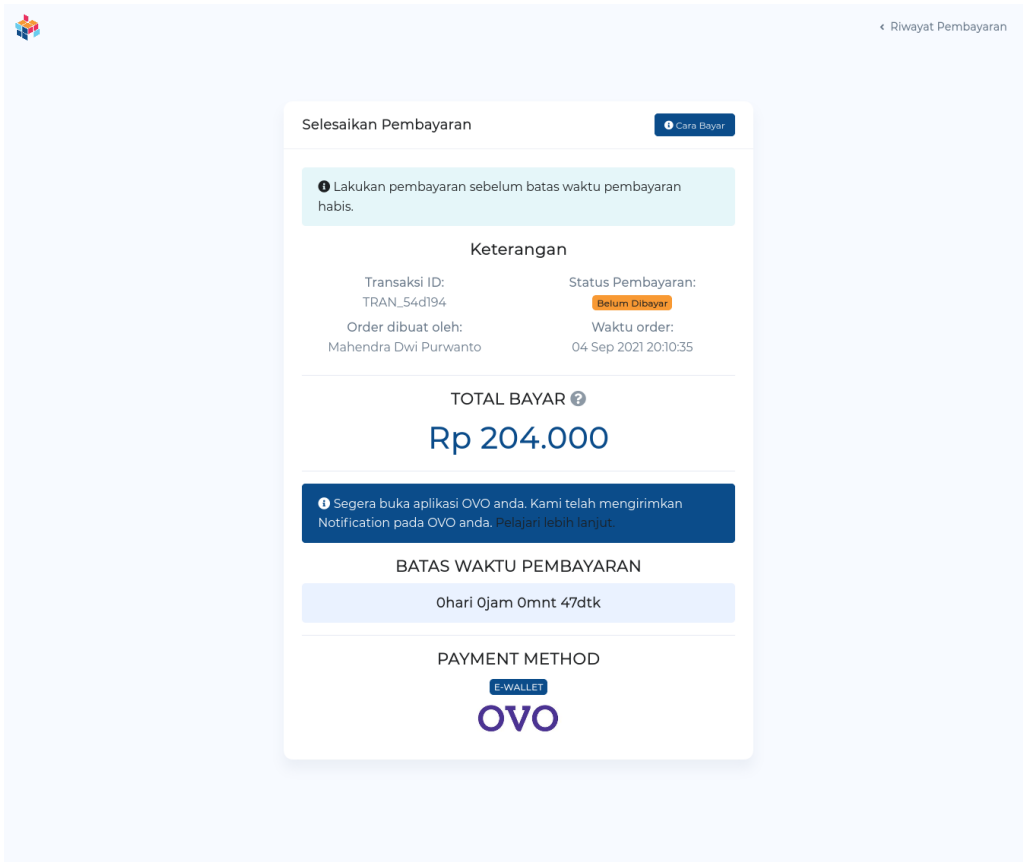 Riwayat Pembayaran
Selesaikan Pembayaran
Cara Bayar
Lakukan pembayaran sebelum batas waktu pembayaran
habis.
Keterangan
Transaksi ID:
TRAN_54d194
Status Pembayaran:
Belum Dibayar
Order dibuat oleh:
Mahendra Dwi Purwanto
Waktu order:
04 Sep 2021 20:10:35
TOTAL BAYAR
Rp 204.000
Segera buka aplikasi OVO anda. Kami telah mengirimkan
Notification pada OVO anda. Pelajari lebih lanjut.
BATAS WAKTU PEMBAYARAN
0hari 0jam 0mnt 47dtk
PAYMENT METHOD
E-WALLET
OVO